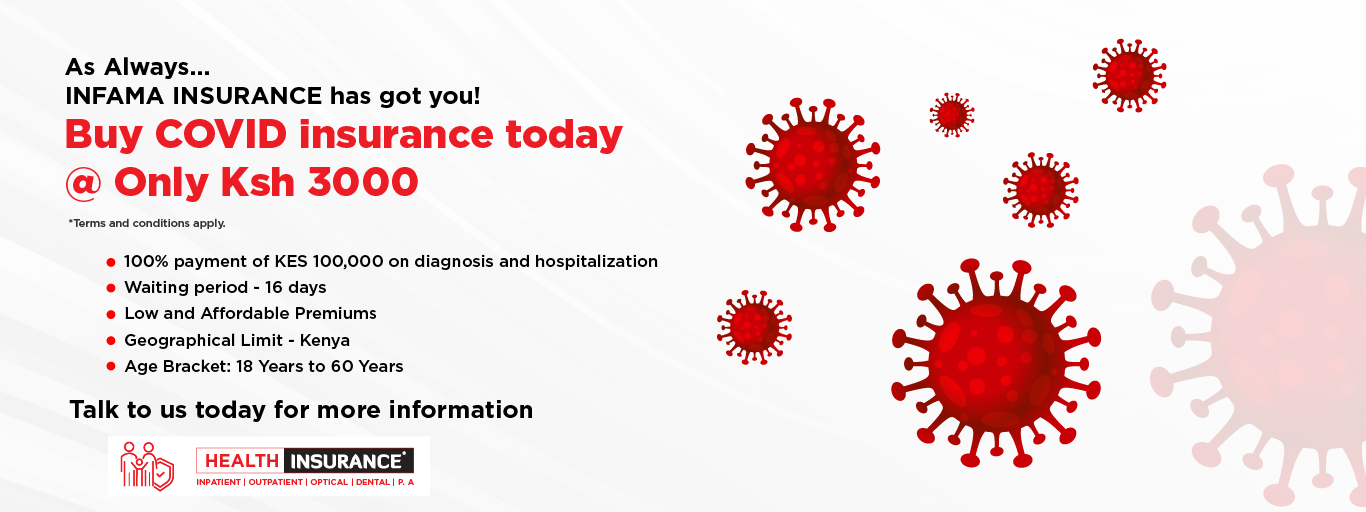 As Always...
INFAMA INSURANCE has got you!
Buy COVID insurance today
@ Only Ksh 3000
*Terms and conditions apply.
100% payment of KES 100,000 on diagnosis and hospitalization
Waiting period - 16 days
Low and Affordable Premiums
Geographical Limit - Kenya
Age Bracket: 18 Years to 60 Years
Talk to us today for more information
HEALTH INSURANCE
INPATIENT | OUTPATIENT | OPTICAL | DENTAL | P. A